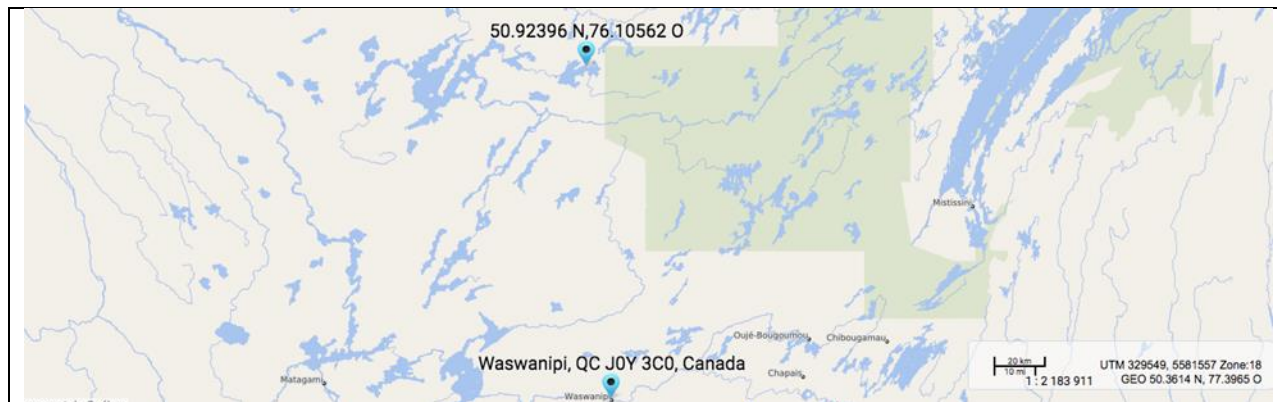 50.92396 N,76.10562 O
Mistissini
Oujé-Bougoumou
Chibougamau
Waswanipi, QC J0Y 3C0, Canada
Matagami
Chapais
Waswanipi
20 km
10 mi
1 : 2 183 911
UTM 329549, 5581557 Zone:18
GEO 50.3614 N, 77.3965 O